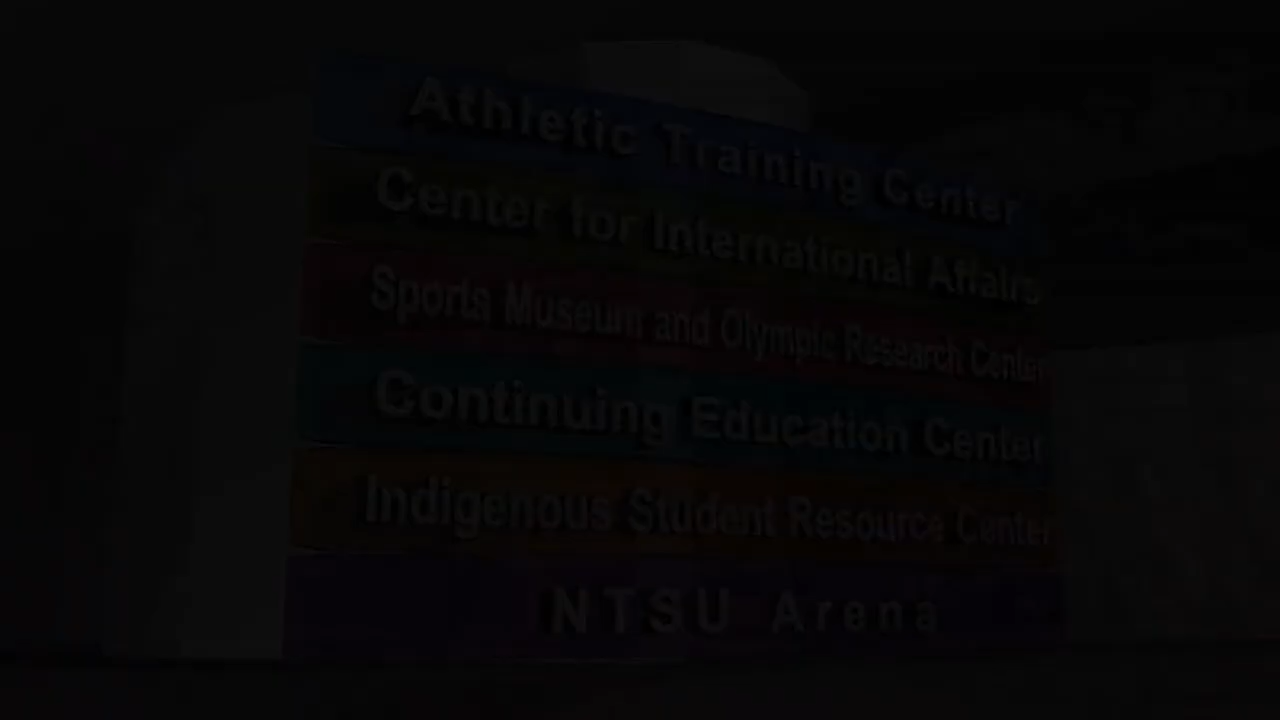 Athletic Training Center
Center for International Affairs
Sports Museum and Olympic Research Center
Continuing Education Center
Indigenous Student Resource Center
NTSU Arena